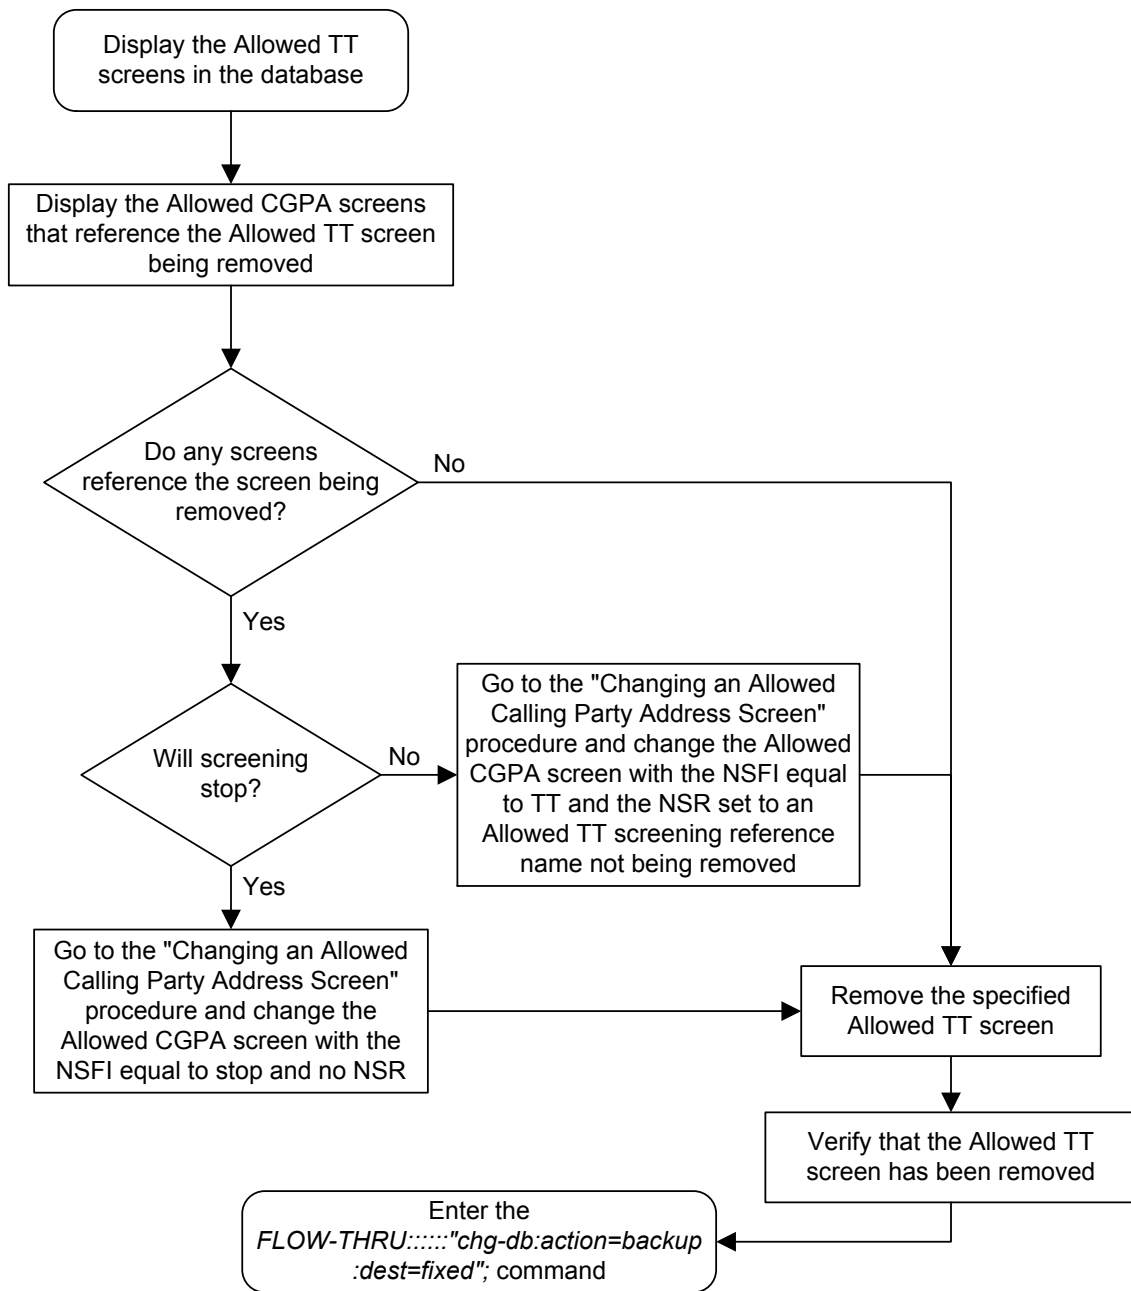 Display the Allowed TT
screens in the database
Display the Allowed CGPA screens
that reference the Allowed TT screen
being removed
Do any screens
reference the screen being
removed?
No
Yes
Will screening
stop?
No
Go to the "Changing an Allowed
Calling Party Address Screen"
procedure and change the Allowed
CGPA screen with the NSFI equal
to TT and the NSR set to an
Allowed TT screening reference
name not being removed
Yes
Go to the "Changing an Allowed
Calling Party Address Screen"
procedure and change the
Allowed CGPA screen with the
NSFI equal to stop and no NSR
Remove the specified
Allowed TT screen
Verify that the Allowed TT
screen has been removed
Enter the
FLOW-THRU::::::"chg-db:action=backup
:dest=fixed"; command